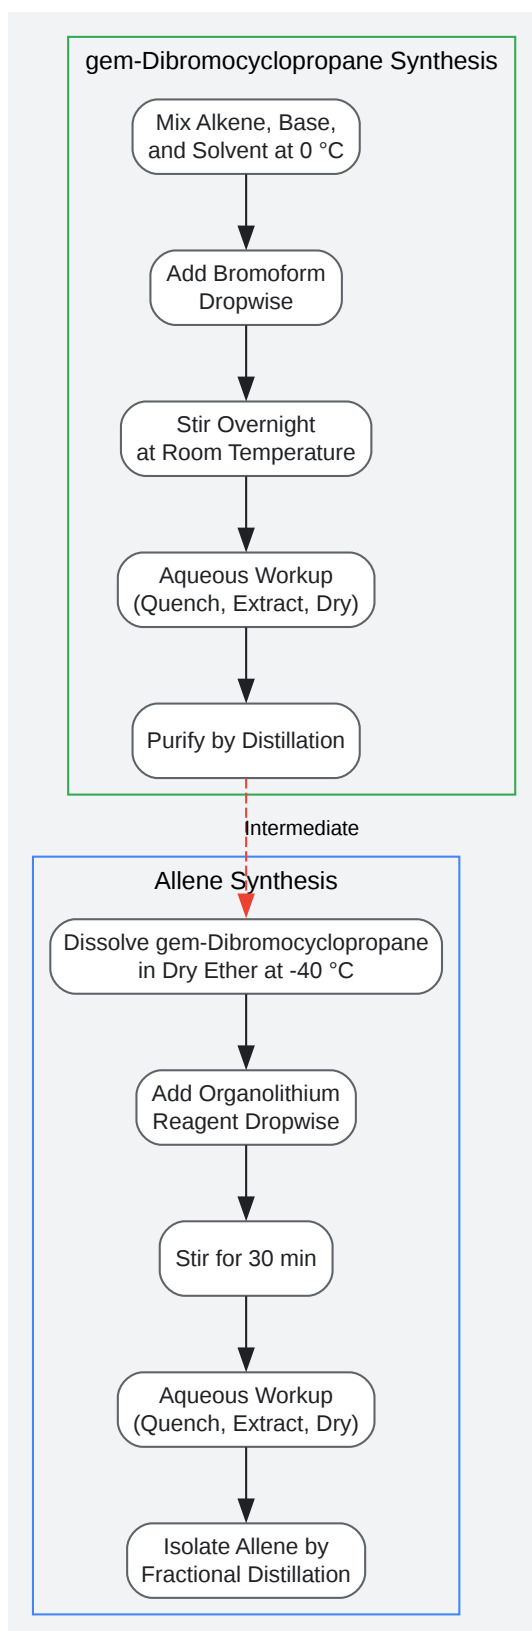 gem-Dibromocyclopropane Synthesis
Mix Alkene, Base,
and Solvent at 0 °C
Add Bromoform
Dropwise
Stir Overnight
at Room Temperature
Aqueous Workup
(Quench, Extract, Dry)
Purify by Distillation
Intermediate
Allene Synthesis
Dissolve gem-Dibromocyclopropane
in Dry Ether at -40 °C
Add Organolithium
Reagent Dropwise
Stir for 30 min
Aqueous Workup
(Quench, Extract, Dry)
Isolate Allene by
Fractional Distillation